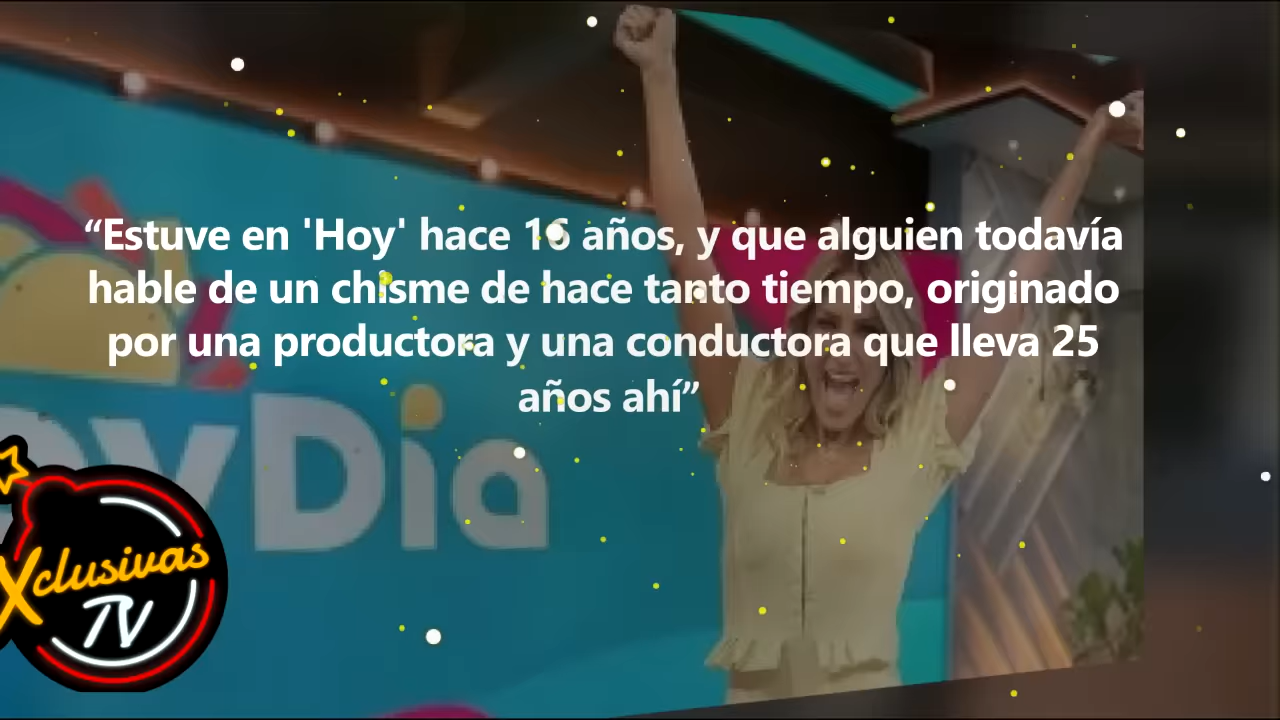 “Estuve en 'Hoy' hace 16 años, y que alguien todavía
hable de un chisme de hace tanto tiempo, originado
por una productora y una conductora que lleva 25
años ahí”
oyDía
Xclusivas
TV